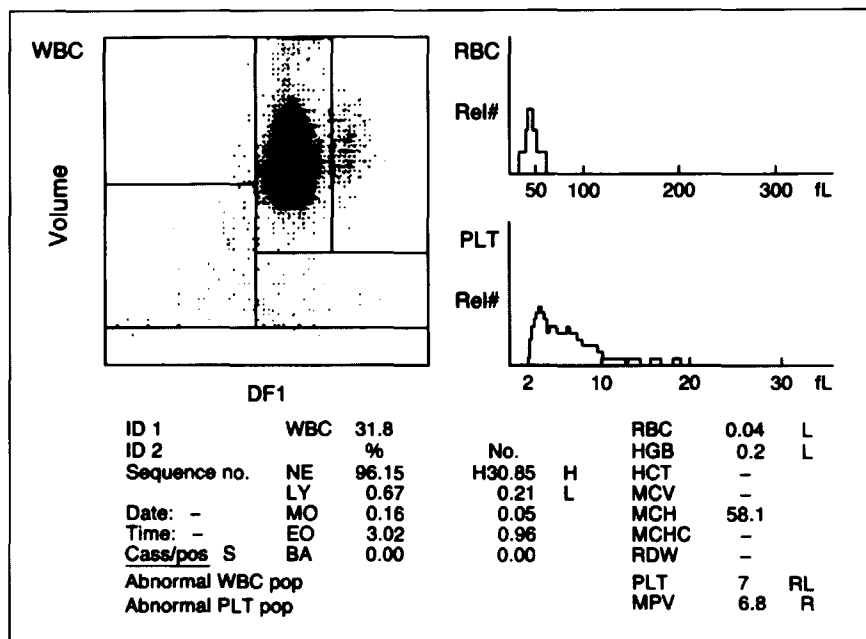 WBC
Volume
DF1
RBC
Rel#
50 100 200 300 fL
PLT
Rel#
2 10 20 30 fL
ID 1 WBC 31.8 RBC 0.04 L
ID 2 % No. HGB 0.2 L
Sequence no. NE 96.15 H30.85 H HCT –
LY 0.67 0.21 L MCV –
Date: – MO 0.16 0.05 MCH 58.1
Time: – EO 3.02 0.96 MCHC –
Cass/pos S BA 0.00 0.00 RDW –
Abnormal WBC pop PLT 7 RL
Abnormal PLT pop MPV 6.8 R